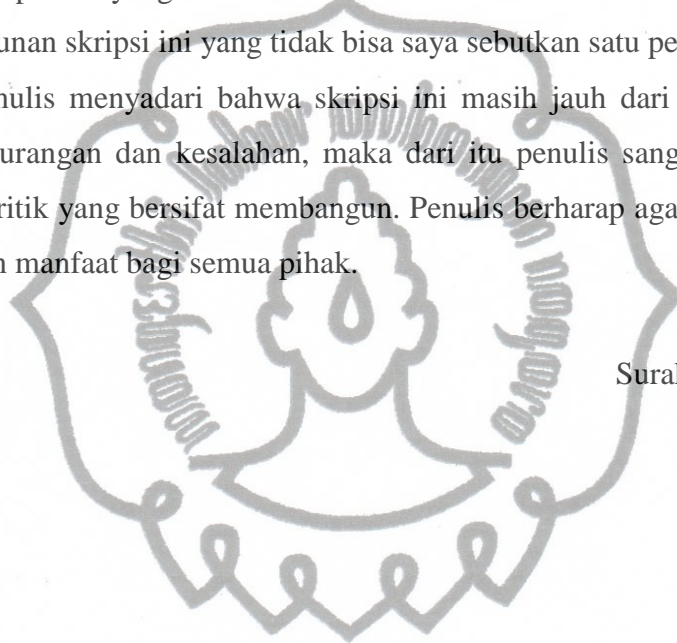 unan skripsi ini yang tidak bisa saya sebutkan satu pe
nulis menyadari bahwa skripsi ini masih jauh dari
urangan dan kesalahan, maka dari itu penulis sang
ritik yang bersifat membangun. Penulis berharap aga
n manfaat bagi semua pihak.
Sura